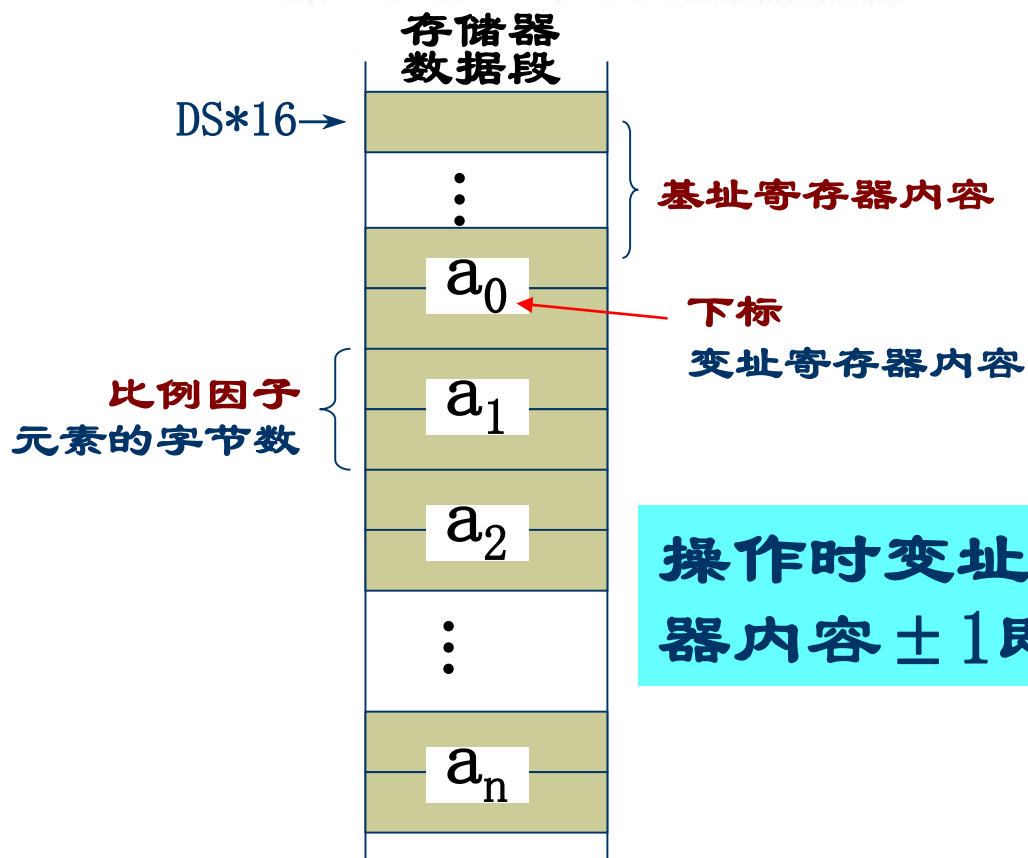 存储器
数据段
DS*16
基址寄存器内容
a0
下标
变址寄存器内容
比例因子
元素的字节数
a1
a2
操作时变址
器内容±1
an